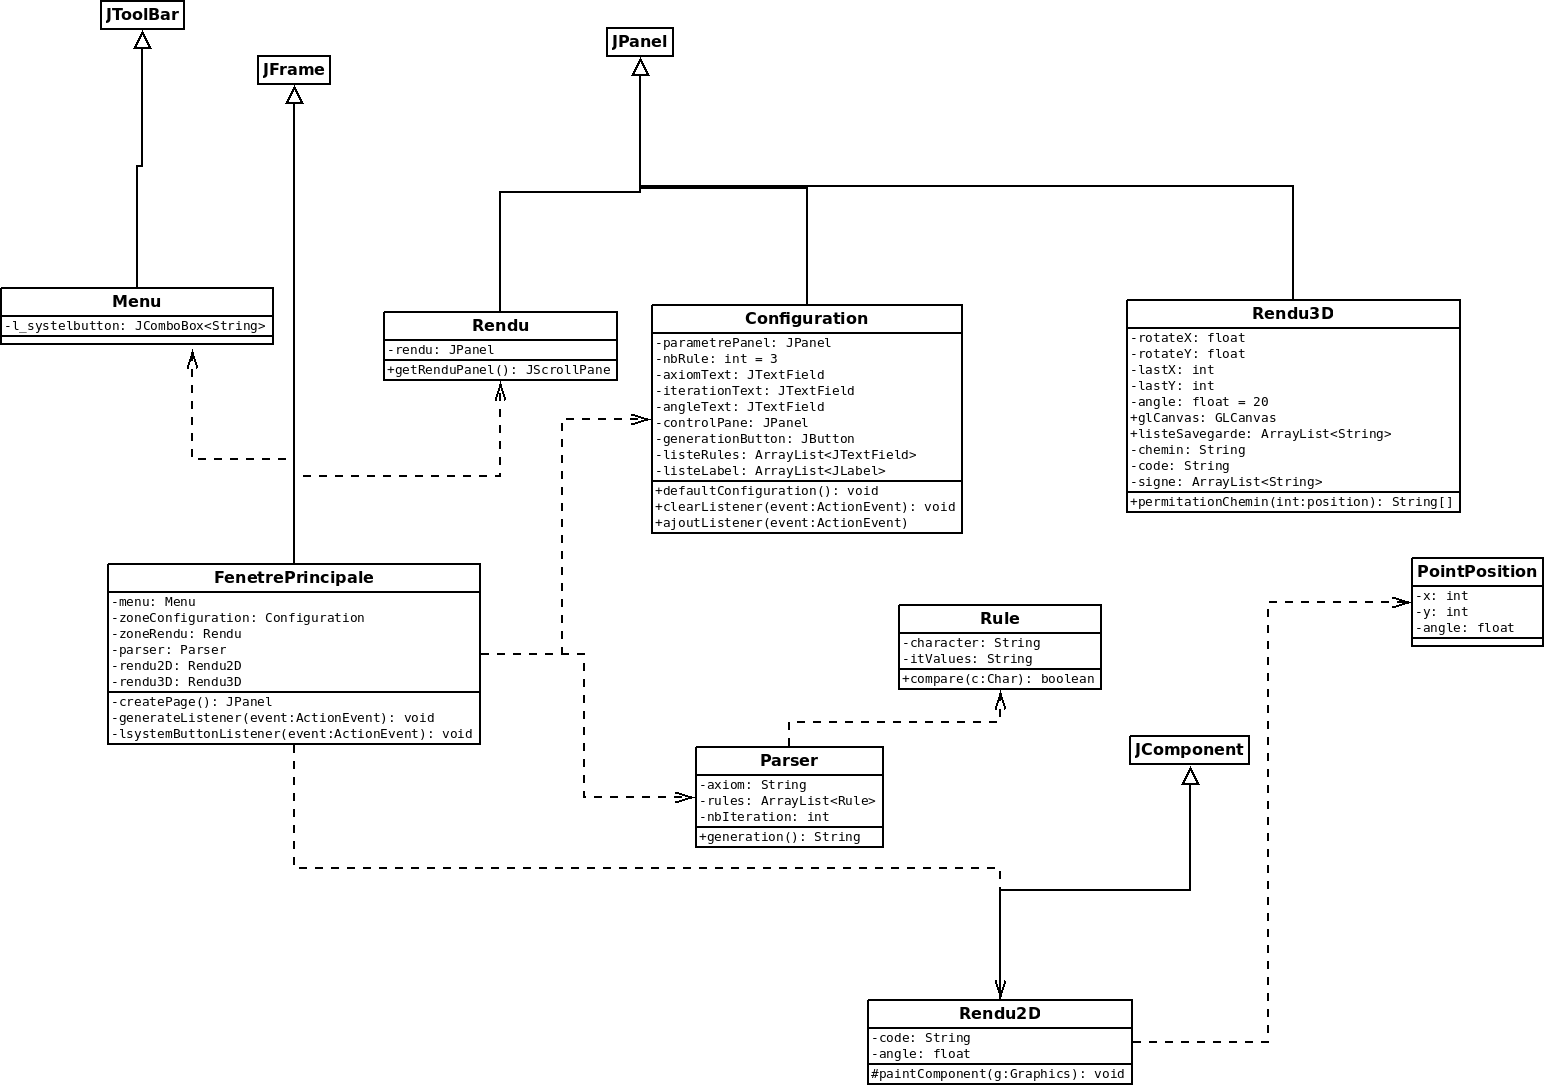 JToolBar
JFrame
JPanel
Menu
-l_systelbutton: JComboBox<String>
Rendu
-rendu: JPanel
+getRenduPanel(): JScrollPane
Configuration
-parametrePanel: JPanel
-nbRule: int = 3
-axiomText: JTextField
-iterationText: JTextField
-angleText: JTextField
-controlPane: JPanel
-generationButton: JButton
-listeRules: ArrayList<JTextField>
-listeLabel: ArrayList<JLabel>
+defaultConfiguration(): void
+clearListener(event:ActionEvent): void
+ajoutListener(event:ActionEvent)
Rendu3D
-rotateX: float
-rotateY: float
-lastX: int
-lastY: int
-angle: float = 20
+glCanvas: GLCanvas
+listeSavegarde: ArrayList<String>
-chemin: String
-code: String
-signe: ArrayList<String>
+permitationChemin(int:position): String[]
FenetrePrincipale
-menu: Menu
-zoneConfiguration: Configuration
-zoneRendu: Rendu
-parser: Parser
-rendu2D: Rendu2D
-rendu3D: Rendu3D
-createPage(): JPanel
-generateListener(event:ActionEvent): void
-lsystemButtonListener(event:ActionEvent): void
Rule
-character: String
-itValues: String
+compare(c:Char): boolean
PointPosition
-x: int
-y: int
-angle: float
Parser
-axiom: String
-rules: ArrayList<Rule>
-nbIteration: int
+generation(): String
JComponent
Rendu2D
-code: String
-angle: float
#paintComponent(g:Graphics): void